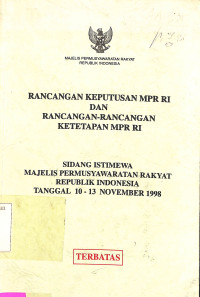 MAJELIS PERMUSYAWARATAN RAKYAT
REPUBLIK INDONESIA
RANCANGAN KEPUTUSAN MPR RI
DAN
RANCANGAN-RANCANGAN
KETETAPAN MPR RI
SIDANG ISTIMEWA
MAJELIS PERMUSYAWARATAN RAKYAT
REPUBLIK INDONESIA
TANGGAL 10 - 13 NOVEMBER 1998
TERBATAS